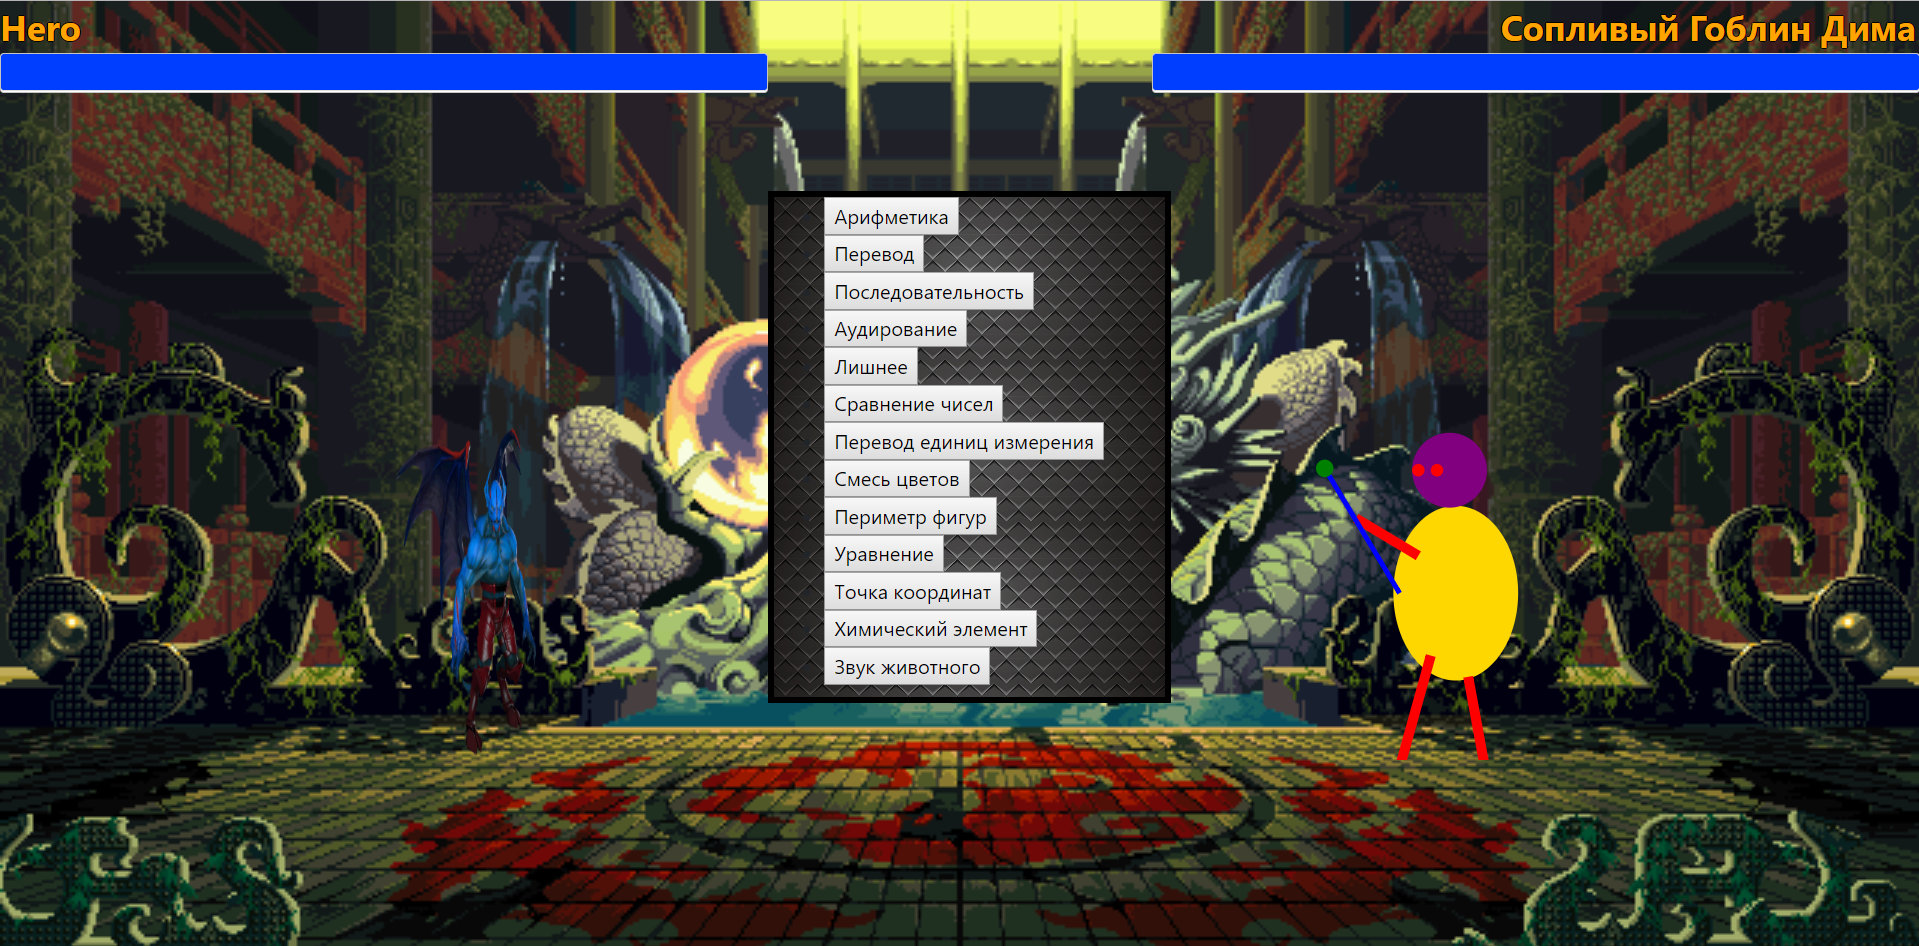 Hero
Сопливый Гоблин Дима
Арифметика
Перевод
Последовательность
Аудирование
Лишнее
Сравнение чисел
Перевод единиц измерения
Смесь цветов
Периметр фигур
Уравнение
Точка координат
Химический элемент
Звук животного